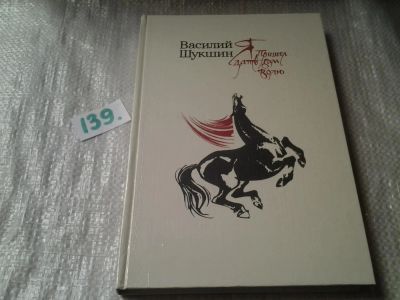 Василий
Шукшин
Я
пришел
дать вам
волю
139.